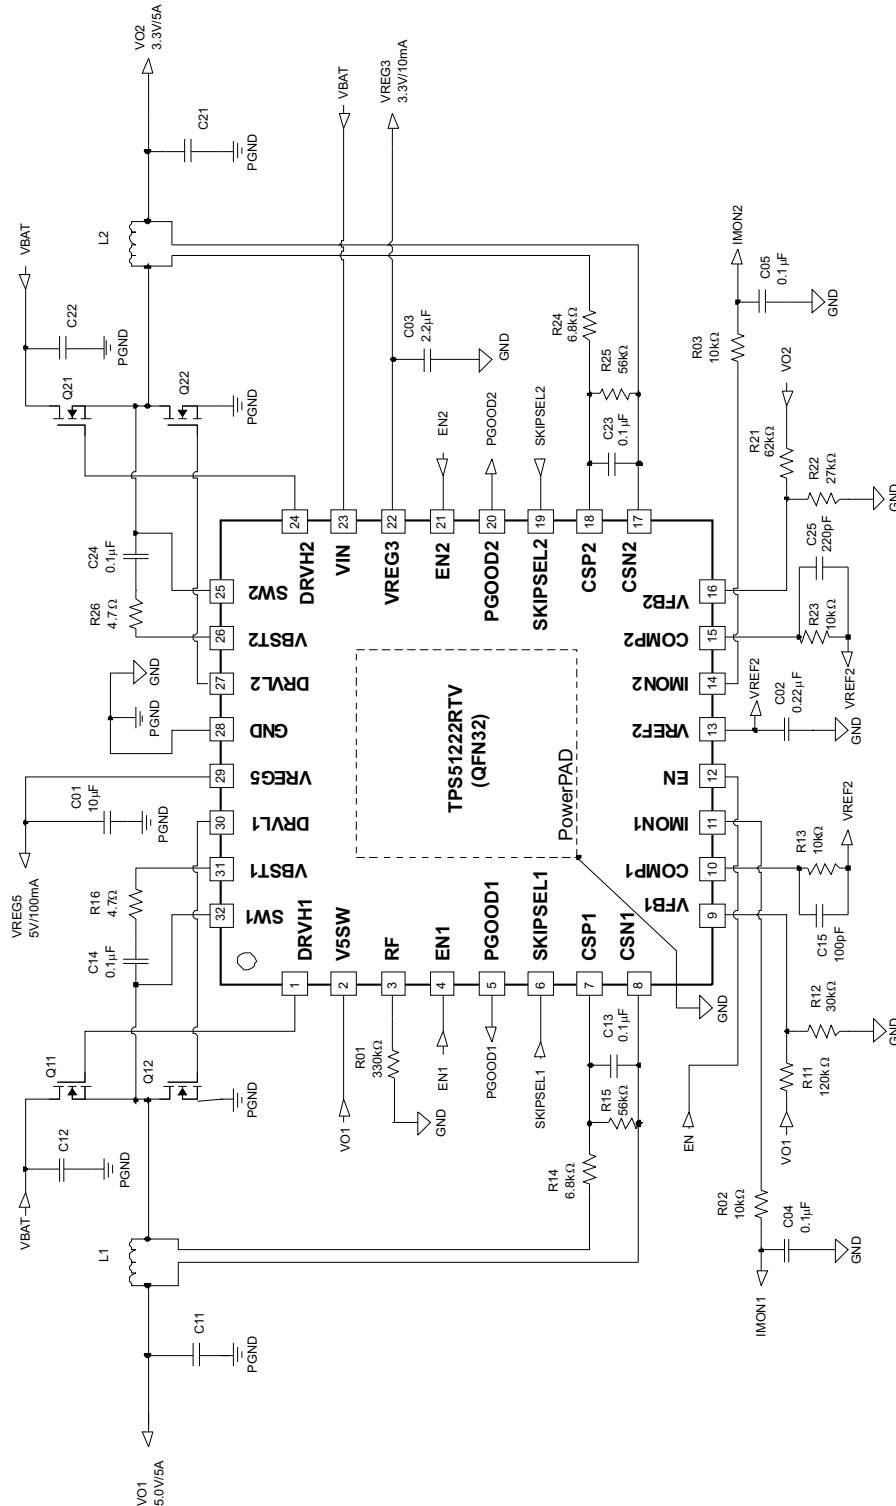 VO1
5.0V/5A
C11
PGND
L1
VBAT
C12
PGND
Q11
Q12
PGND
C14
0.1µF
R16
4.7Ω
VREG5
5V/100mA
C01
10µF
PGND
PGND
GND
R26
4.7Ω
C24
0.1µF
Q21
Q22
PGND
C22
PGND
VBAT
L2
C21
PGND
VO2
3.3V/5A
32
31
30
29
28
27
26
25
SW1
VBST1
DRVL1
VREG5
GND
DRVL2
VBST2
SW2
1
DRVH1
2
V5SW
VO1
3
RF
R01
330kΩ
GND
4
EN1
EN1
5
PGOOD1
PGOOD1
6
SKIPSEL1
SKIPSEL1
7
CSP1
8
CSN1
R14
6.8kΩ
R15
56kΩ
C13
0.1µF
TPS51222RTV
(QFN32)
PowerPAD
GND
24
DRVH2
23
VIN
VBAT
22
VREG3
VREG3
3.3V/10mA
C03
2.2µF
GND
21
EN2
EN2
20
PGOOD2
PGOOD2
19
SKIPSEL2
SKIPSEL2
18
CSP2
17
CSN2
C23
0.1µF
R25
56kΩ
R24
6.8kΩ
VFB1
COMP1
IMON1
EN
VREF2
IMON2
COMP2
VFB2
9
10
11
12
13
14
15
16
EN
IMON1
R02
10kΩ
C04
0.1µF
GND
VO1
R11
120kΩ
R12
30kΩ
GND
C15
100pF
R13
10kΩ
VREF2
VREF2
C02
0.22µF
GND
VREF2
R23
10kΩ
C25
220pF
R21
62kΩ
R22
27kΩ
GND
VO2
R03
10kΩ
IMON2
C05
0.1µF
GND